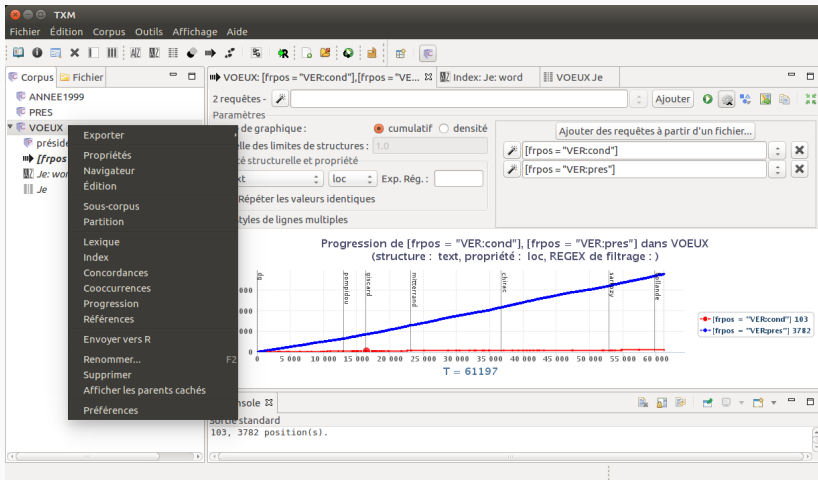 TXM
Fichier Édition Corpus Outils Affichage Aide
Corpus Fichier
ANNEE1999
PRES
VOEUX
préside
[frpos
Je: wor
Je
Exporter
Propriétés
Navigateur
Édition
Sous-corpus
Partition
Lexique
Index
Concordances
Cooccurrences
Progression
Références
Envoyer vers R
Renommer... F2
Supprimer
Afficher les parents cachés
Préférences
VOEUX: [frpos = "VER:cond"],[frpos = "VE... Index: Je: word VOEUX Je
2 requêtes - Ajouter
Paramètres
de graphique : cumulatif densité
elle des limites de structures : 1.0
té structurelle et propriété
xt loc Exp. Rég. :
Répéter les valeurs identiques
tyles de lignes multiples
Ajouter des requêtes à partir d'un fichier...
[frpos = "VER:cond"]
[frpos = "VER:pres"]
Progression de [frpos = "VER:cond"], [frpos = "VER:pres"] dans VOEUX
(structure : text, propriété : loc, REGEX de filtrage : )
dg pompidou giscard mitterrand chirac sarkozy hollande
000
000
000
0
0 5 000 10 000 15 000 20 000 25 000 30 000 35 000 40 000 45 000 50 000 55 000 60 000
T = 61197
[frpos = "VER:cond"] 103
[frpos = "VER:pres"] 3782
nsole
Sortie standard
103, 3782 position(s).